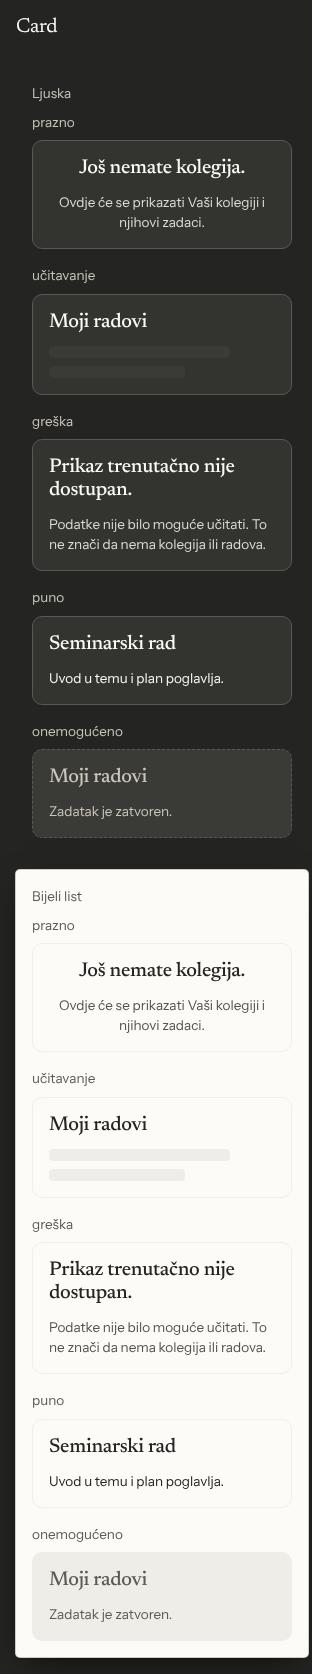 Card
Ljuska
prazno
Još nemate kolegija.
Ovdje će se prikazati Vaši kolegiji i
njihovi zadaci.
učitavanje
Moji radovi
greška
Prikaz trenutačno nije
dostupan.
Podatke nije bilo moguće učitati. To
ne znači da nema kolegija ili radova.
puno
Seminarski rad
Uvod u temu i plan poglavlja.
onemogućeno
Moji radovi
Zadatak je zatvoren.
Bijeli list
prazno
Još nemate kolegija.
Ovdje će se prikazati Vaši kolegiji i
njihovi zadaci.
učitavanje
Moji radovi
greška
Prikaz trenutačno nije
dostupan.
Podatke nije bilo moguće učitati. To
ne znači da nema kolegija ili radova.
puno
Seminarski rad
Uvod u temu i plan poglavlja.
onemogućeno
Moji radovi
Zadatak je zatvoren.